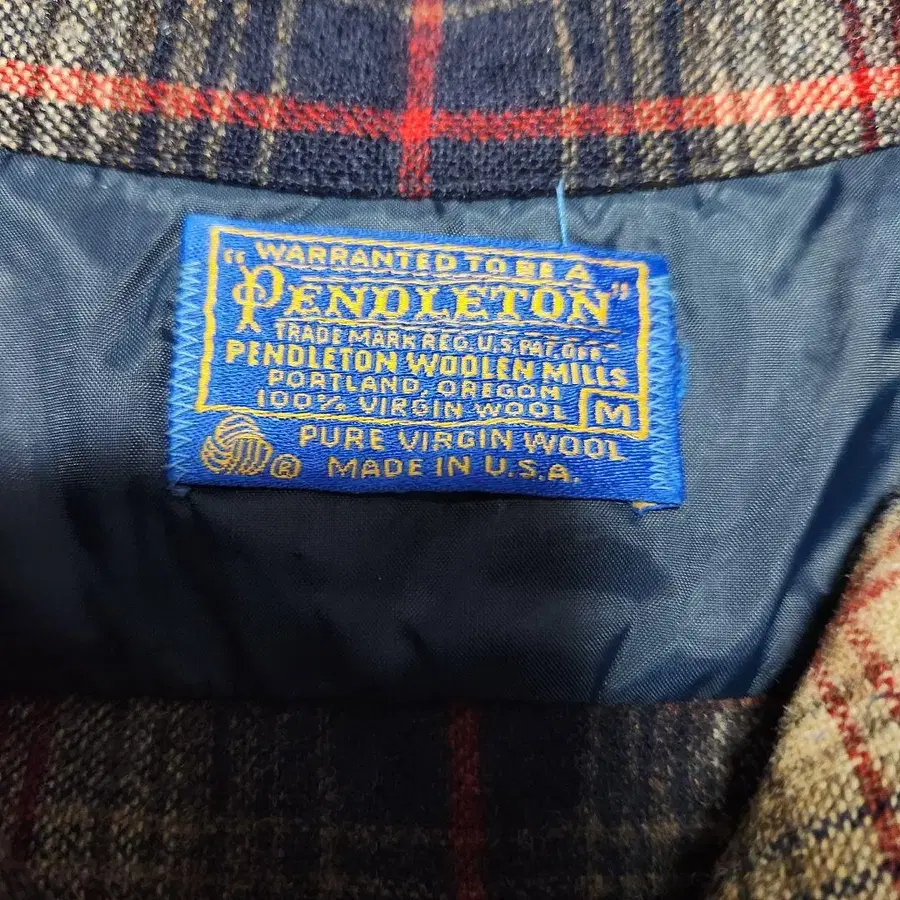 WARRANTED TO BE A
"PENDLETON"
TRADE MARK REG. U.S. PAT. OFF.
PENDLETON WOOLEN MILLS
PORTLAND, OREGON
100% VIRGIN WOOL M
PURE VIRGIN WOOL
® MADE IN U.S.A.